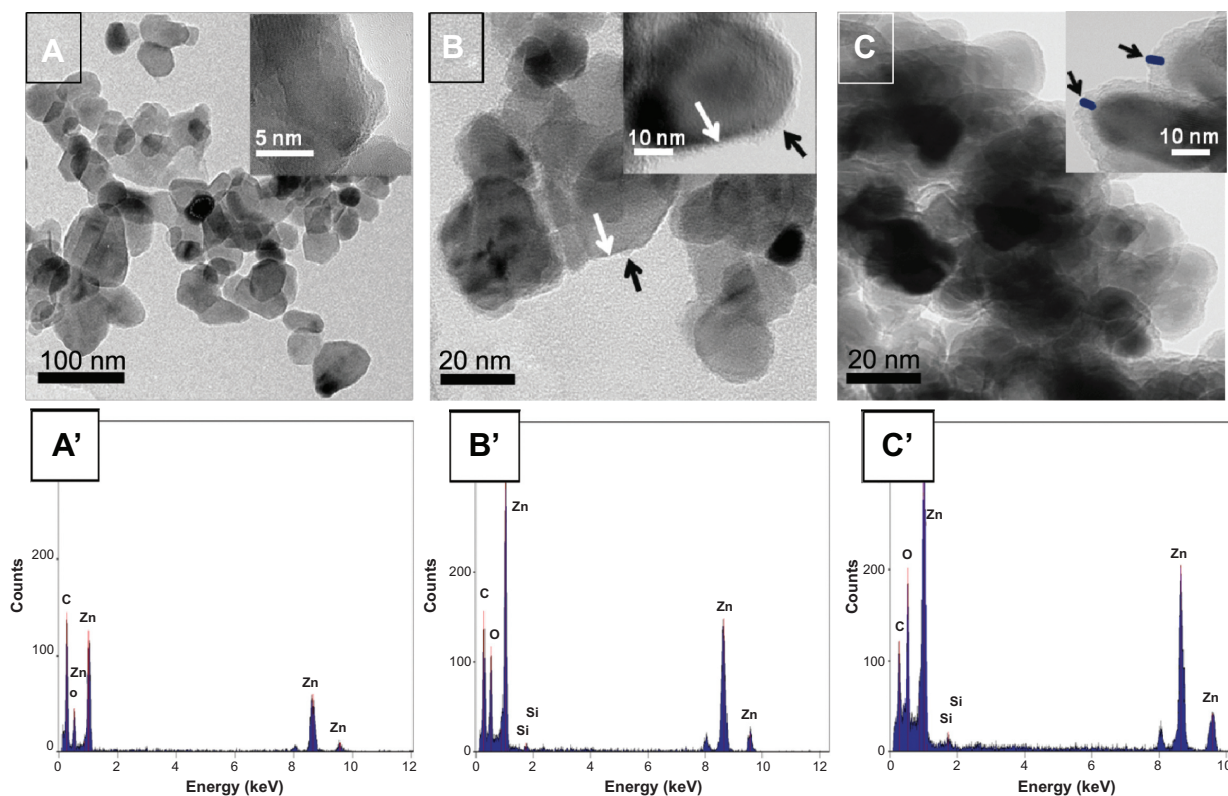 A
5 nm
100 nm
B
10 nm
20 nm
C
10 nm
20 nm
A’
Counts
200
100
0
C
Zn
o
Zn
Zn
Zn
0 2 4 6 8 10 12
Energy (keV)
B’
Counts
200
100
0
C
O
Zn
Si
Si
Zn
Zn
0 2 4 6 8 10 12
Energy (keV)
C’
Counts
200
100
0
C
O
Zn
Si
Si
Zn
Zn
0 2 4 6 8 10
Energy (keV)